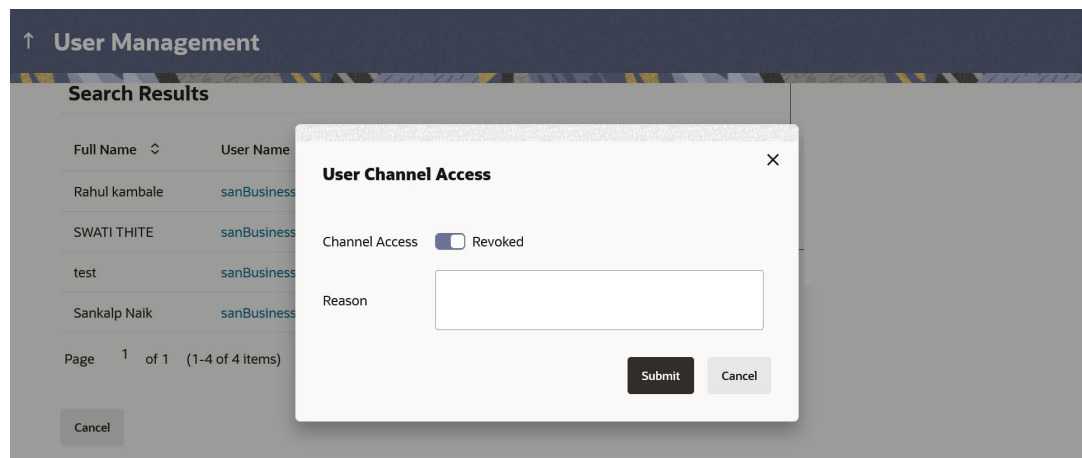 ↑ User Management
Search Results
Full Name User Name
Rahul kambale sanBusiness
SWATI THITE sanBusiness
test sanBusiness
Sankalp Naik sanBusiness
Page 1 of 1 (1-4 of 4 items)
Cancel
User Channel Access
Channel Access Revoked
Reason
Submit Cancel